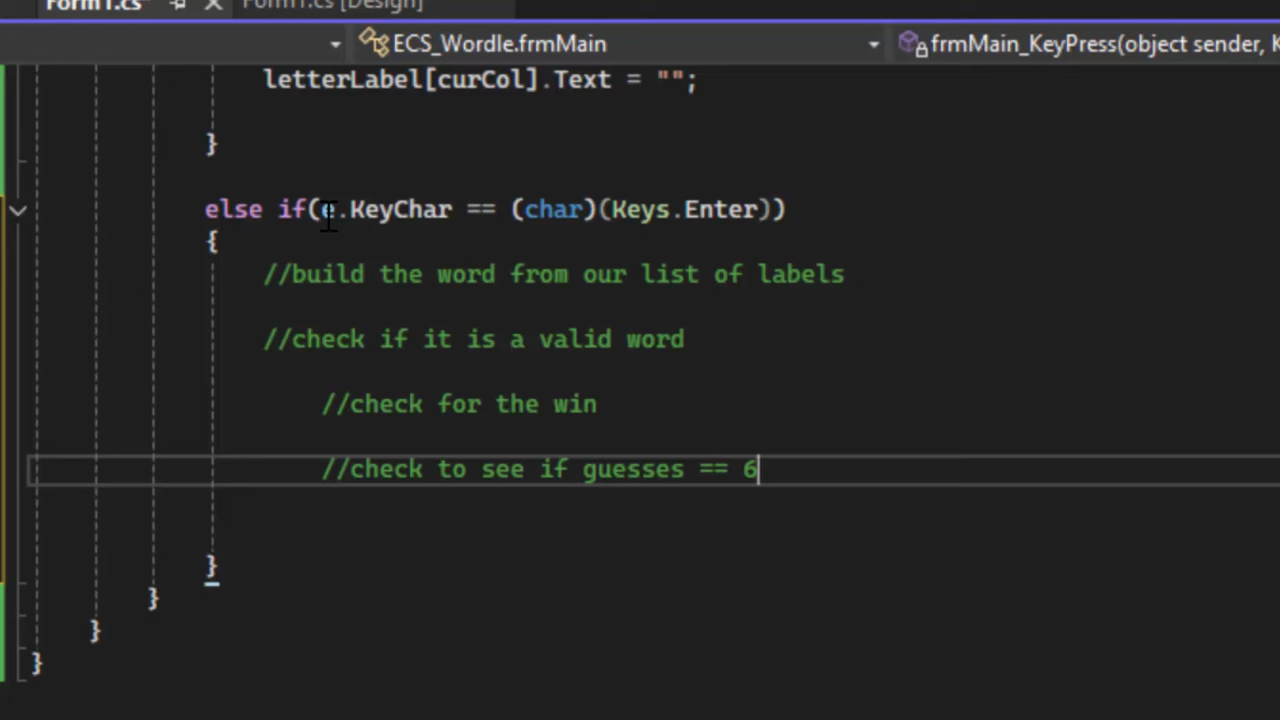 Form1.cs* Form1.cs [Design]
ECS_Wordle.frmMain frmMain_KeyPress(object sender, K
letterLabel[curCol].Text = "";
}
else if(e.KeyChar == (char)(Keys.Enter))
{
//build the word from our list of labels
//check if it is a valid word
//check for the win
//check to see if guesses == 6
}
}
}
}